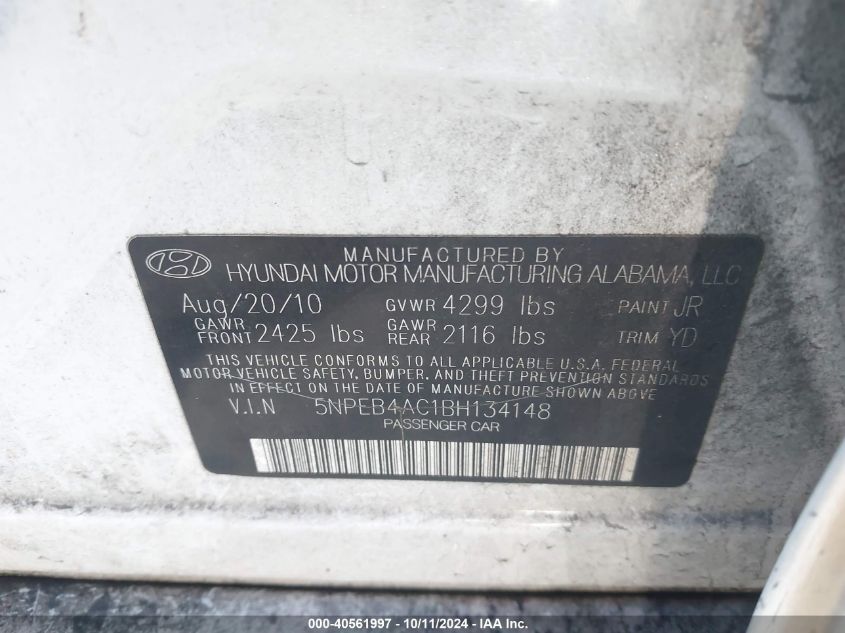 MANUFACTURED BY
HYUNDAI MOTOR MANUFACTURING ALABAMA, LLC
Aug/20/10 GVWR 4299 lbs PAINT JR
GAWR FRONT 2425 lbs GAWR REAR 2116 lbs TRIM YD
THIS VEHICLE CONFORMS TO ALL APPLICABLE U.S.A. FEDERAL
MOTOR VEHICLE SAFETY, BUMPER, AND THEFT PREVENTION STANDARDS
IN EFFECT ON THE DATE OF MANUFACTURE SHOWN ABOVE
V.I.N 5NPEB4AC1BH134148
PASSENGER CAR
000-40561997 - 10/11/2024 - IAA, Inc.